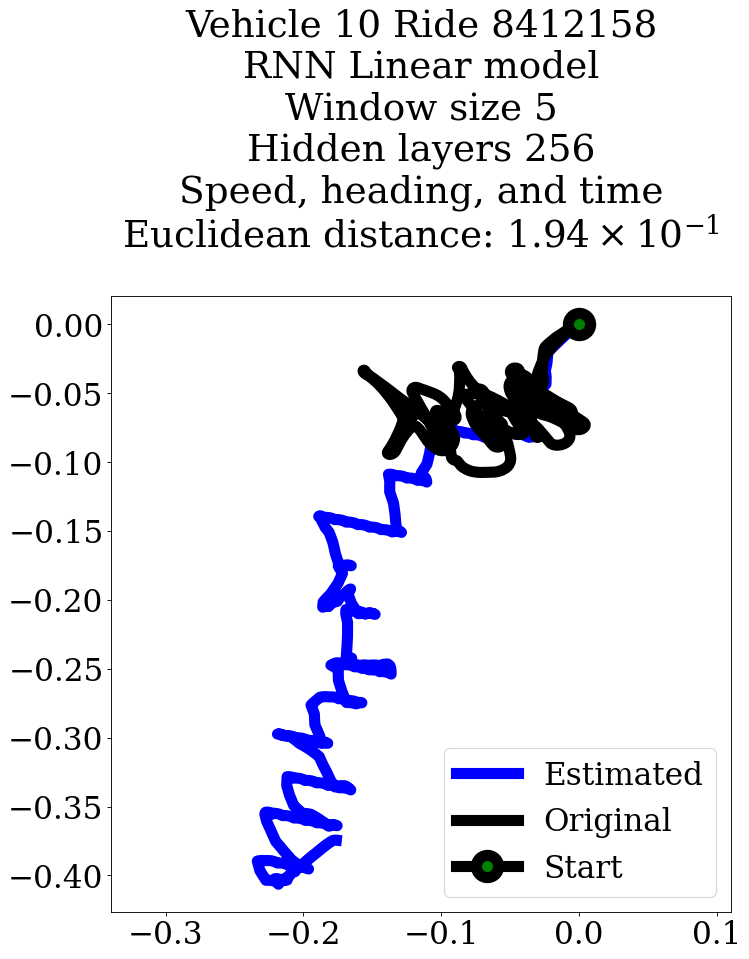 Vehicle 10 Ride 8412158
RNN Linear model
Window size 5
Hidden layers 256
Speed, heading, and time
Euclidean distance: 1.94 × 10⁻¹
0.00
−0.05
−0.10
−0.15
−0.20
−0.25
−0.30
−0.35
−0.40
Estimated
Original
Start
−0.3 −0.2 −0.1 0.0 0.1